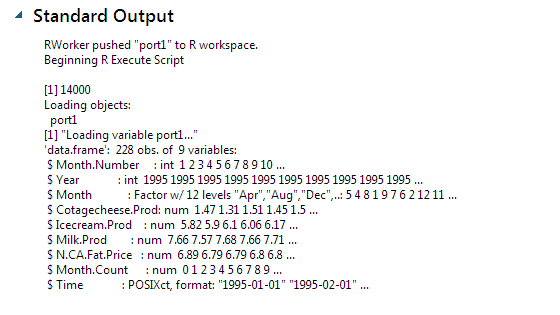 Standard Output
RWorker pushed "port1" to R workspace.
Beginning R Execute Script
[1] 14000
Loading objects:
port1
[1] "Loading variable port1..."
'data.frame': 228 obs. of 9 variables:
$ Month.Number : int 1 2 3 4 5 6 7 8 9 10 ...
$ Year : int 1995 1995 1995 1995 1995 1995 1995 1995 1995 1995 ...
$ Month : Factor w/ 12 levels "Apr","Aug","Dec",..: 5 4 8 1 9 7 6 2 12 11 ...
$ Cotagecheese.Prod: num 1.47 1.31 1.51 1.45 1.5 ...
$ Icecream.Prod : num 5.82 5.9 6.1 6.06 6.17 ...
$ Milk.Prod : num 7.66 7.57 7.68 7.66 7.71 ...
$ N.CA.Fat.Price : num 6.89 6.79 6.79 6.8 6.8 ...
$ Month.Count : num 0 1 2 3 4 5 6 7 8 9 ...
$ Time : POSIXct, format: "1995-01-01" "1995-02-01" ...